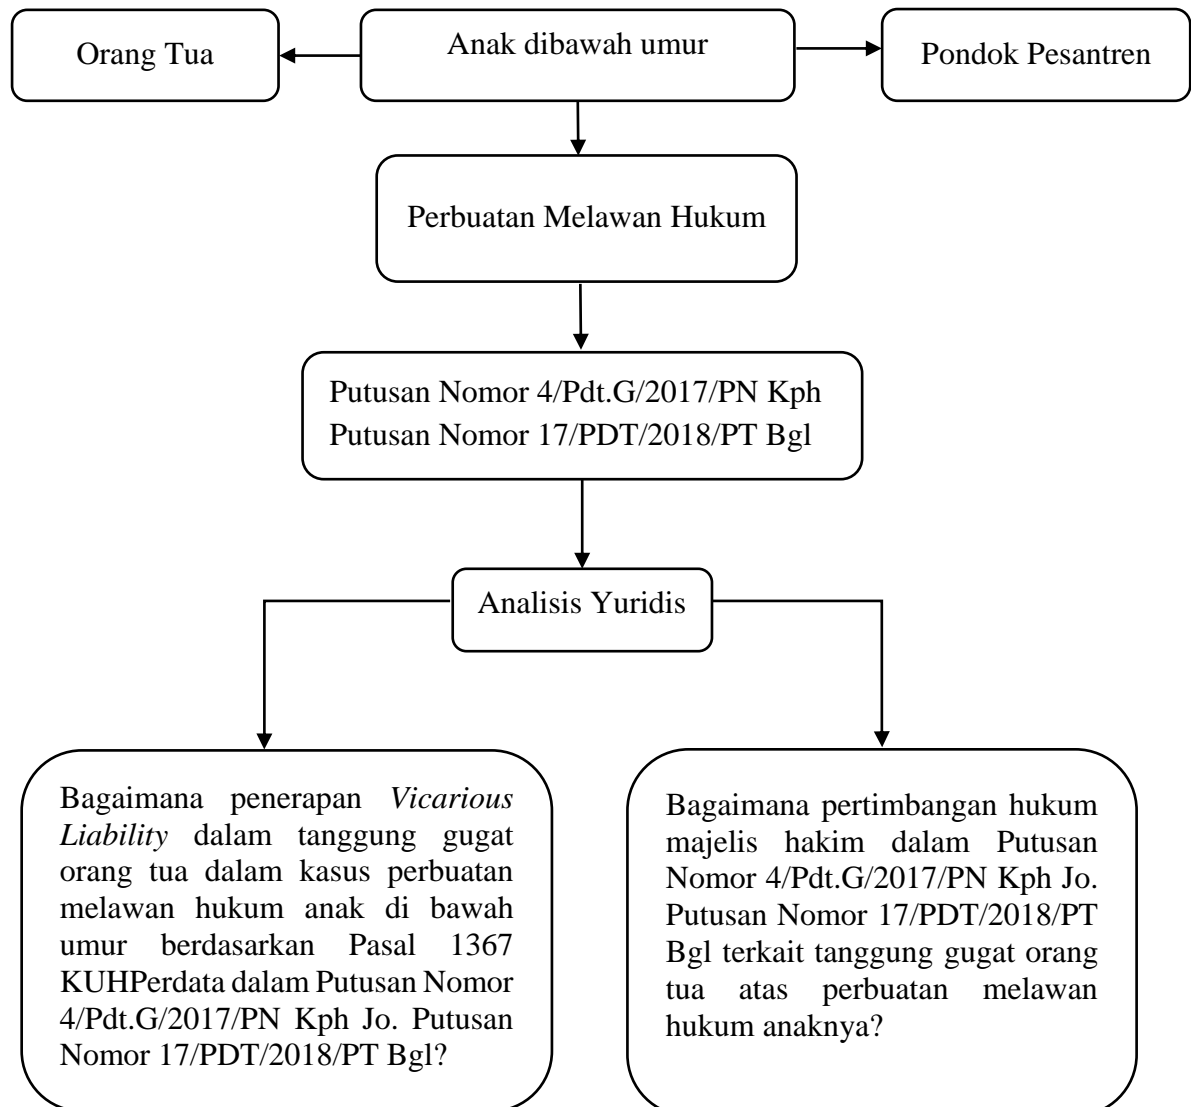 Orang Tua
Anak dibawah umur
Pondok Pesantren
Perbuatan Melawan Hukum
Putusan Nomor 4/Pdt.G/2017/PN Kph
Putusan Nomor 17/PDT/2018/PT Bgl
Analisis Yuridis
Bagaimana penerapan Vicarious
Liability dalam tanggung gugat
orang tua dalam kasus perbuatan
melawan hukum anak di bawah
umur berdasarkan Pasal 1367
KUHPerdata dalam Putusan Nomor
4/Pdt.G/2017/PN Kph Jo. Putusan
Nomor 17/PDT/2018/PT Bgl?
Bagaimana pertimbangan hukum
majelis hakim dalam Putusan
Nomor 4/Pdt.G/2017/PN Kph Jo.
Putusan Nomor 17/PDT/2018/PT
Bgl terkait tanggung gugat orang
tua atas perbuatan melawan
hukum anaknya?